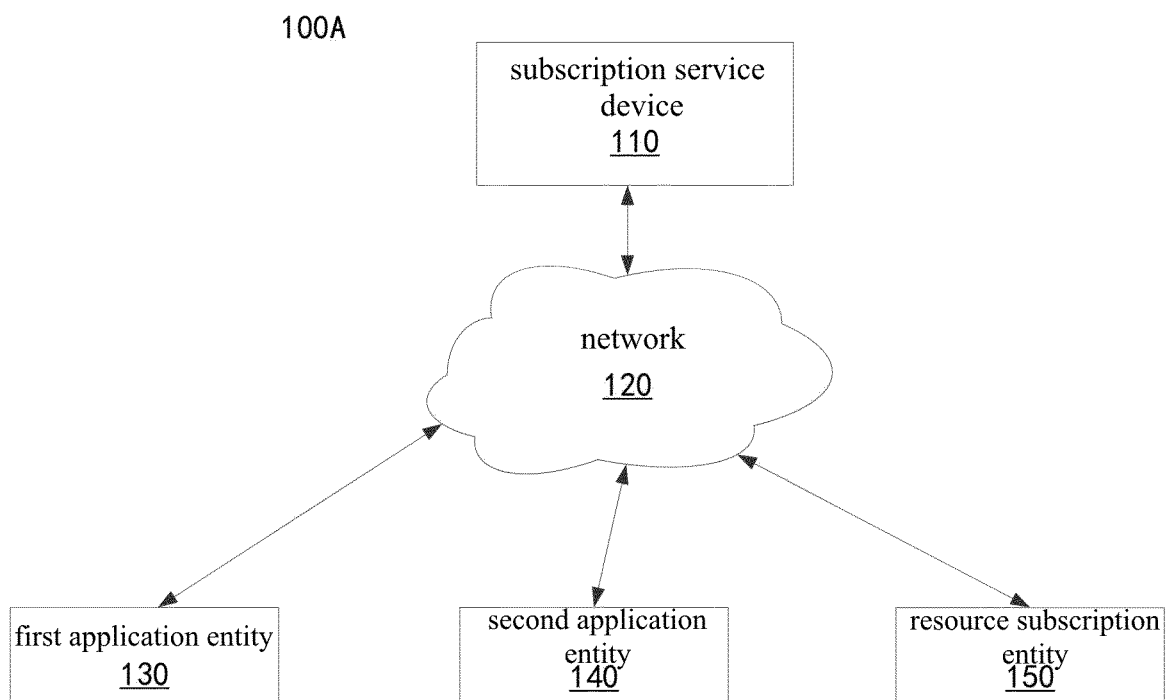 100A
subscription service
device
110
network
120
first application entity
130
second application
entity
140
resource subscription
entity
150